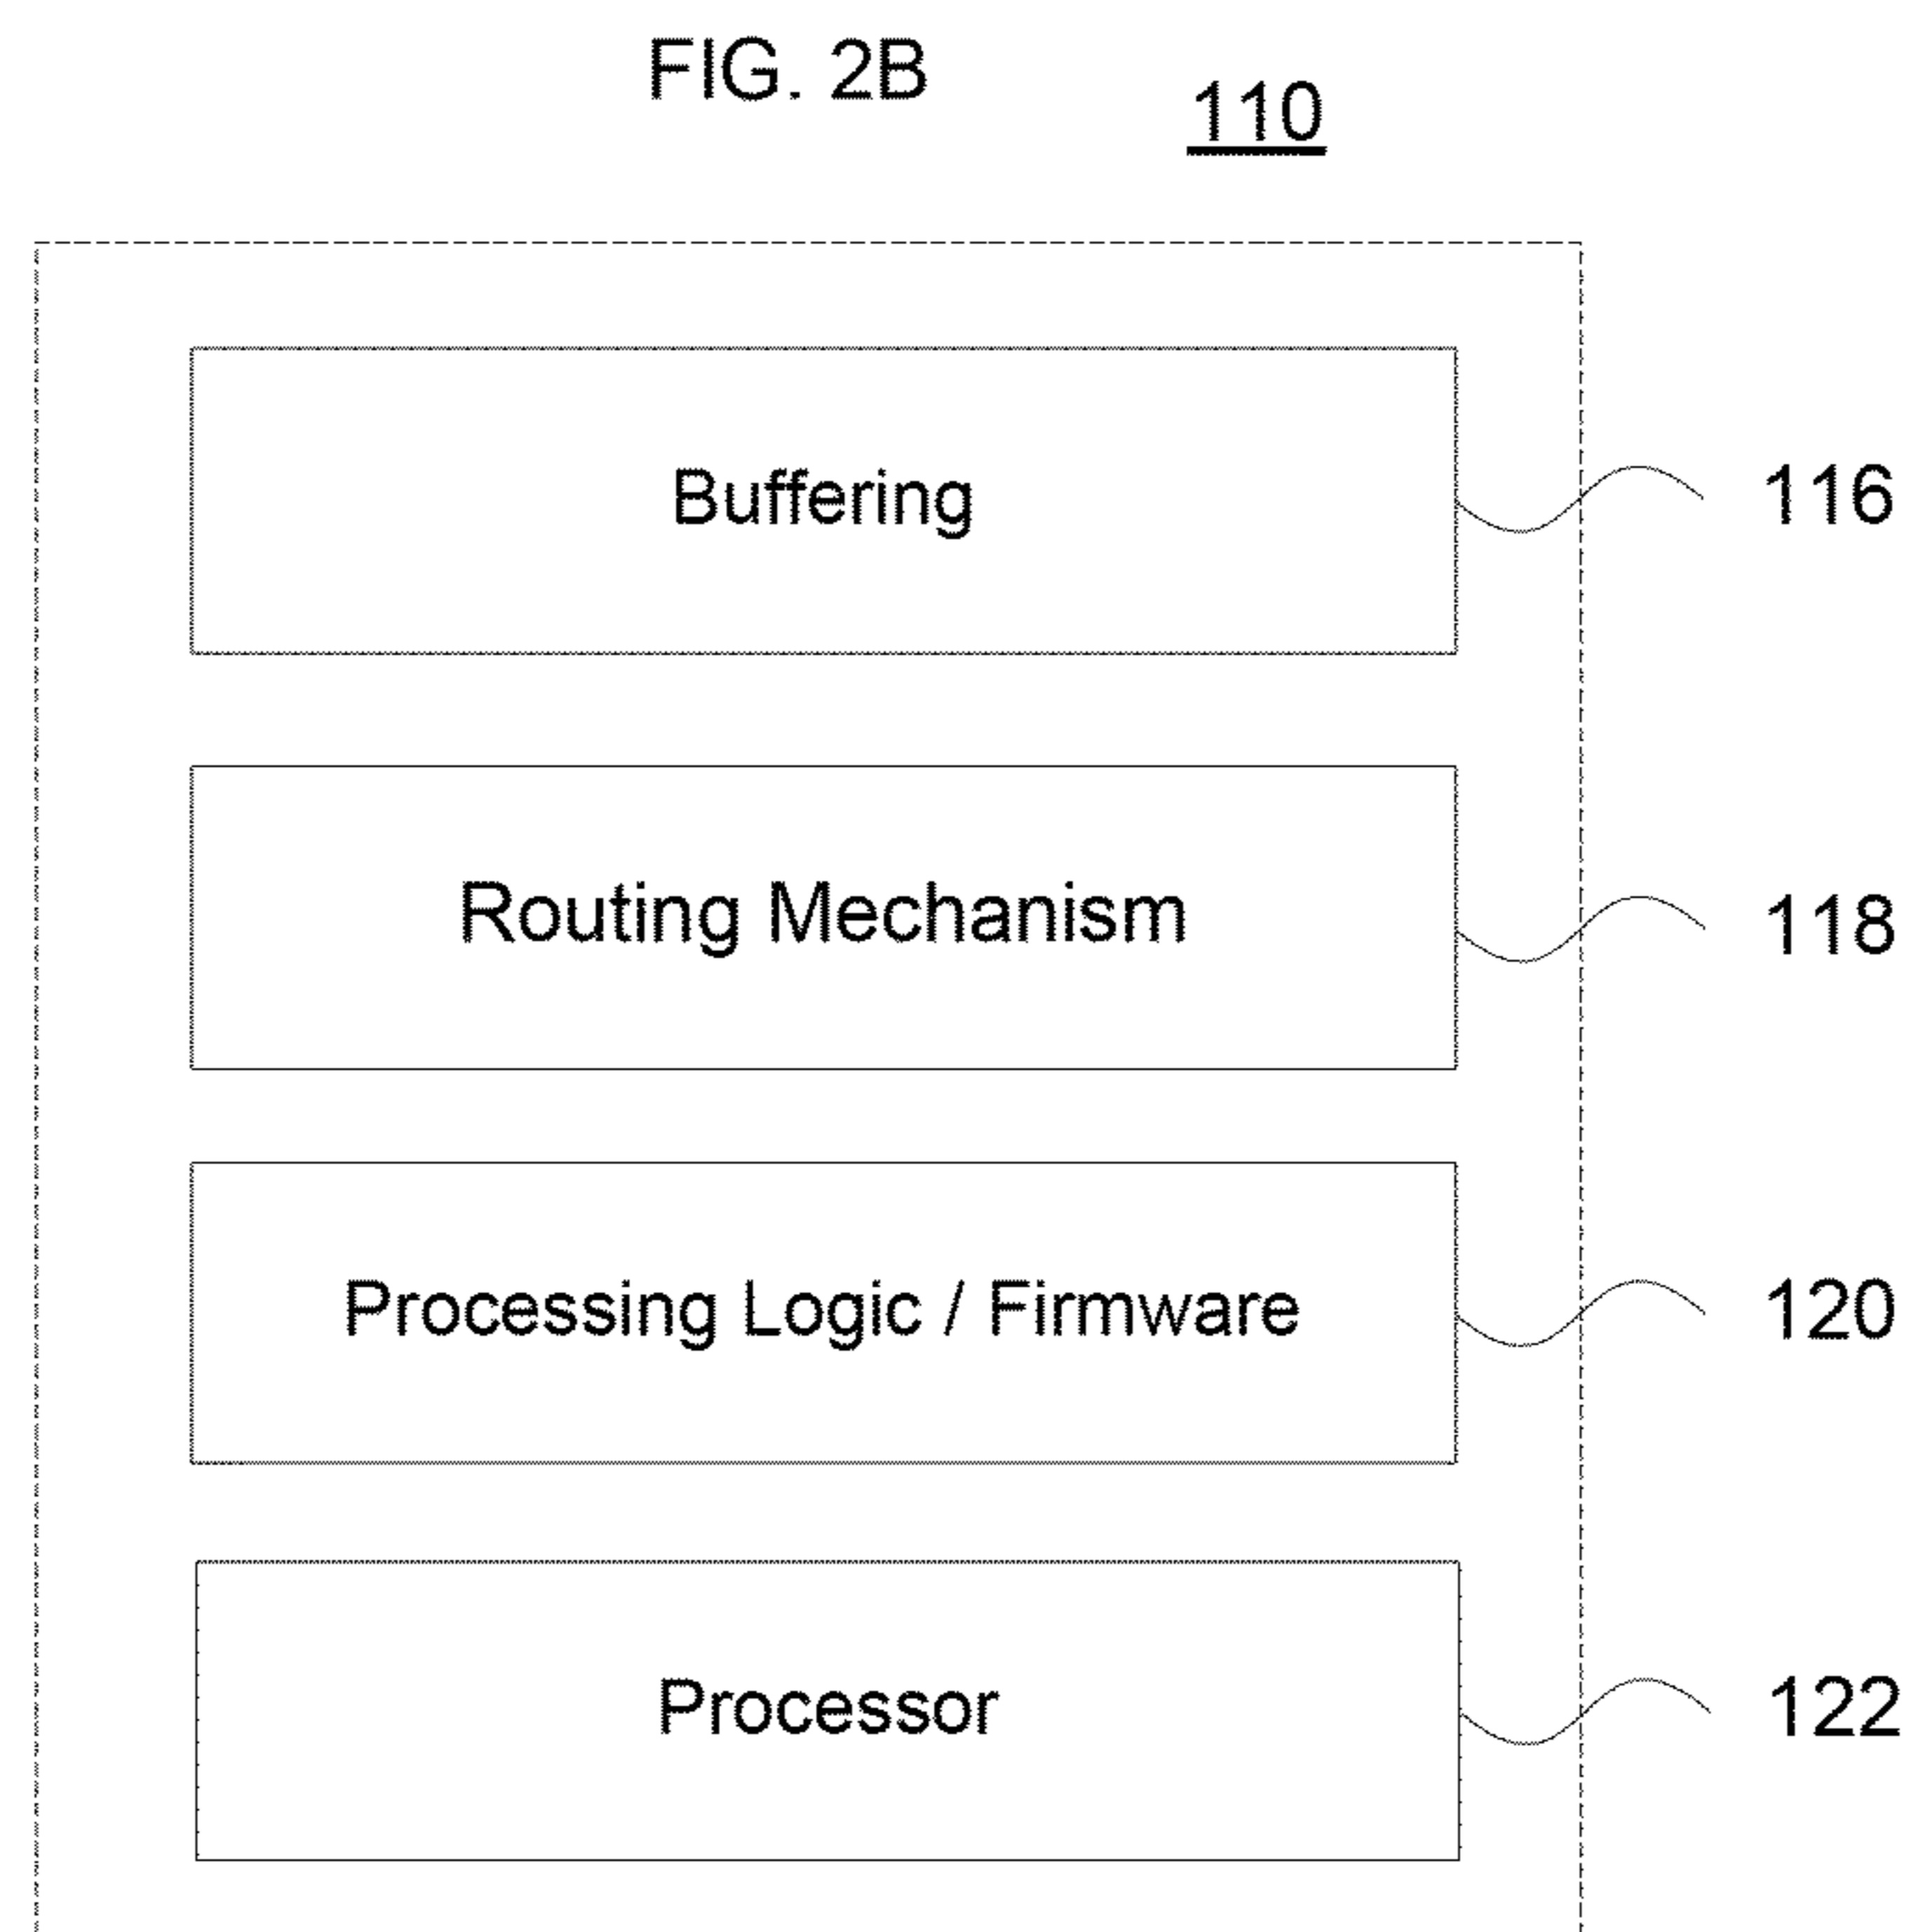 FIG. 2B
110
Buffering
116
Routing Mechanism
118
Processing Logic / Firmware
120
Processor
122